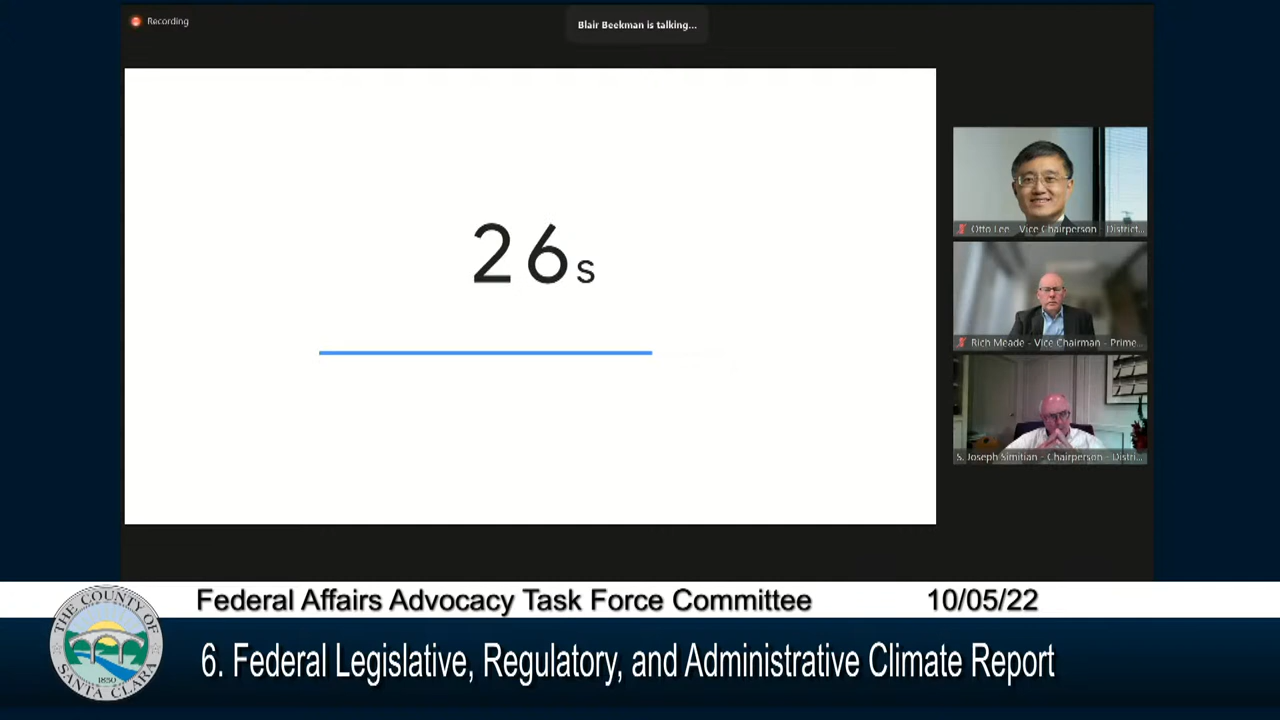 Recording
Blair Beekman is talking...
26s
Otto Lee - Vice Chairperson - District...
Rich Meade - Vice Chairman - Prime...
S. Joseph Simitian - Chairperson - Distri...
Federal Affairs Advocacy Task Force Committee 10/05/22
THE COUNTY OF
SANTA CLARA
1850
6. Federal Legislative, Regulatory, and Administrative Climate Report